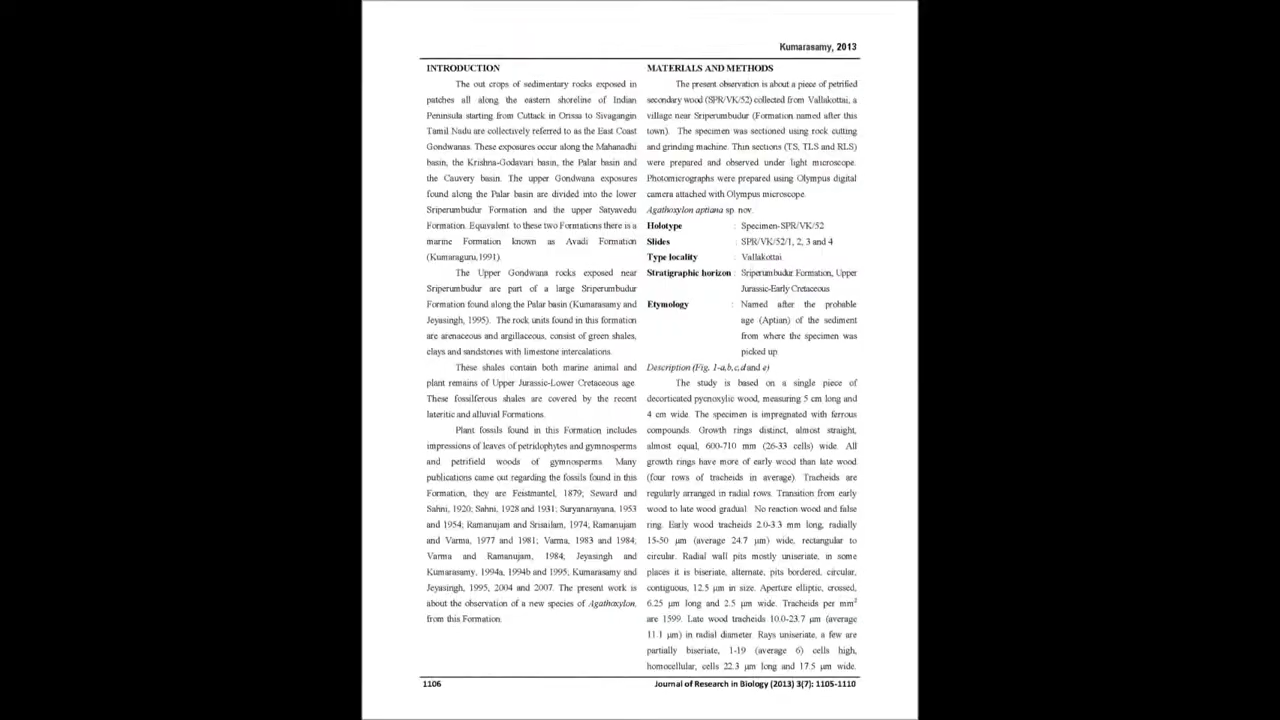 Kumarasamy, 2013
INTRODUCTION
The out crops of sedimentary rocks exposed in
patches all along the eastern shoreline of Indian
Peninsula starting from Cuttack in Orissa to Sivagangin
Tamil Nadu are collectively referred to as the East Coast
Gondwanas. These exposures occur along the Mahanadhi
basin, the Krishna-Godavari basin, the Palar basin and
the Cauvery basin. The upper Gondwana exposures
found along the Palar basin are divided into the lower
Sriperumbudur Formation and the upper Satyavedu
Formation. Equivalent to these two Formations there is a
marine Formation known as Avadi Formation
(Kumaraguru,1991).
The Upper Gondwana rocks exposed near
Sriperumbudur are part of a large Sriperumbudur
Formation found along the Palar basin (Kumarasamy and
Jeyasingh, 1995). The rock units found in this formation
are arenaceous and argillaceous, consist of green shales,
clays and sandstones with limestone intercalations.
These shales contain both marine animal and
plant remains of Upper Jurassic-Lower Cretaceous age.
These fossilferous shales are covered by the recent
lateritic and alluvial Formations.
Plant fossils found in this Formation includes
impressions of leaves of petridophytes and gymnosperms
and petrifield woods of gymnosperms. Many
publications came out regarding the fossils found in this
Formation, they are Feistmantel, 1879; Seward and
Sahni, 1920; Sahni, 1928 and 1931; Suryanarayana, 1953
and 1954; Ramanujam and Srisailam, 1974; Ramanujam
and Varma, 1977 and 1981; Varma, 1983 and 1984;
Varma and Ramanujam, 1984; Jeyasingh and
Kumarasamy, 1994a, 1994b and 1995; Kumarasamy and
Jeyasingh, 1995, 2004 and 2007. The present work is
about the observation of a new species of Agathoxylon,
from this Formation.
MATERIALS AND METHODS
The present observation is about a piece of petrified
secondary wood (SPR/VK/52) collected from Vallakottai, a
village near Sriperumbudur (Formation named after this
town). The specimen was sectioned using rock cutting
and grinding machine. Thin sections (TS, TLS and RLS)
were prepared and observed under light microscope.
Photomicrographs were prepared using Olympus digital
camera attached with Olympus microscope.
Agathoxylon aptiana sp. nov.
Holotype : Specimen-SPR/VK/52
Slides : SPR/VK/52/1, 2, 3 and 4
Type locality : Vallakottai
Stratigraphic horizon : Sriperumbudur Formation, Upper
Jurassic-Early Cretaceous
Etymology : Named after the probable
age (Aptian) of the sediment
from where the specimen was
picked up
Description (Fig. 1-a,b,c,d and e)
The study is based on a single piece of
decorticated pycnoxylic wood, measuring 5 cm long and
4 cm wide. The specimen is impregnated with ferrous
compounds. Growth rings distinct, almost straight,
almost equal, 600-710 mm (26-33 cells) wide. All
growth rings have more of early wood than late wood
(four rows of tracheids in average). Tracheids are
regularly arranged in radial rows. Transition from early
wood to late wood gradual. No reaction wood and false
ring. Early wood tracheids 2.0-3.3 mm long, radially
15-50 µm (average 24.7 µm) wide, rectangular to
circular. Radial wall pits mostly uniseriate, in some
places it is biseriate, alternate, pits bordered, circular,
contiguous, 12.5 µm in size. Aperture elliptic, crossed,
6.25 µm long and 2.5 µm wide. Tracheids per mm²
are 1599. Late wood tracheids 10.0-23.7 µm (average
11.1 µm) in radial diameter. Rays uniseriate, a few are
partially biseriate, 1-19 (average 6) cells high,
homocellular, cells 22.3 µm long and 17.5 µm wide.
1106
Journal of Research in Biology (2013) 3(7): 1105-1110